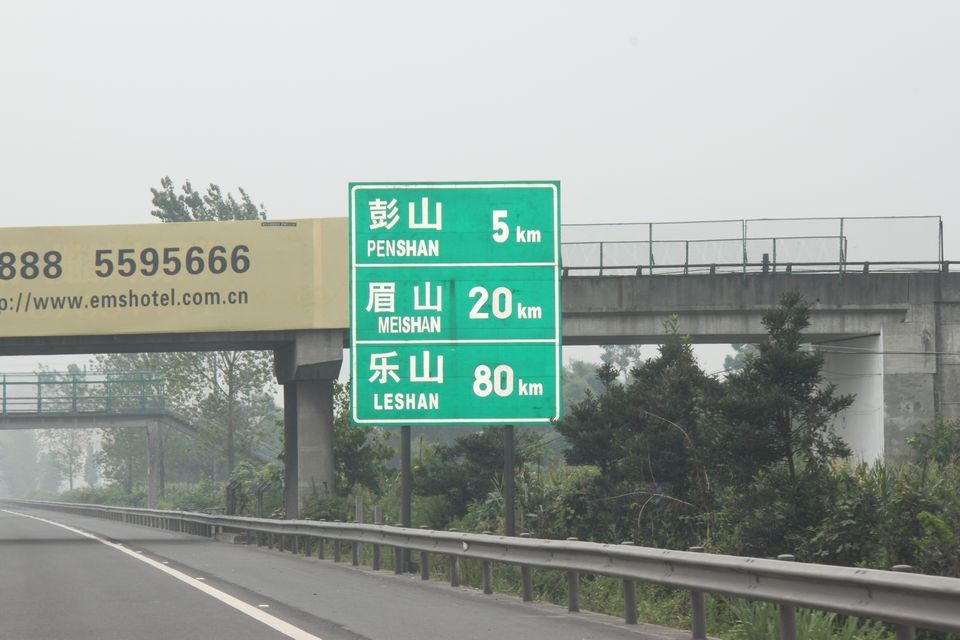 888 5595666
p://www.emshotel.com.cn
彭山 5 km
PENSHAN
眉山 20 km
MEISHAN
乐山 80 km
LESHAN